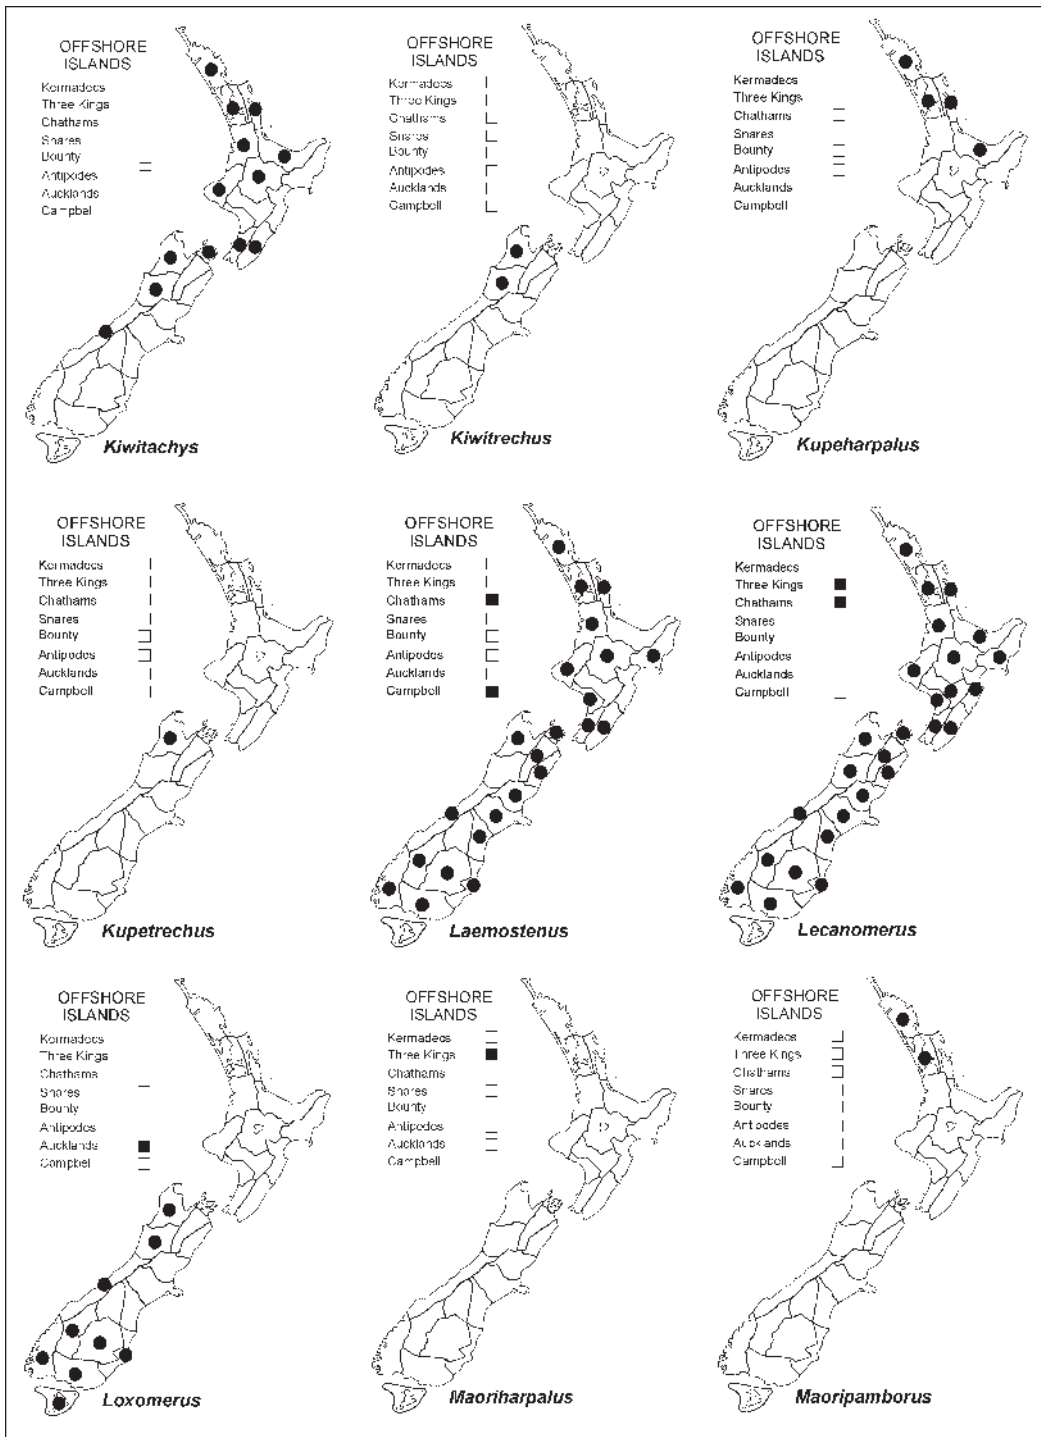 OFFSHORE
ISLANDS
Kermadecs
Three Kings
Chathams
Snares
Bounty
Antipodes
Aucklands
Campbel
Kiwitachys
OFFSHORE
ISLANDS
Kermadecs
Three Kings
Chathams
Snares
Bounty
Antipodes
Aucklands
Campbell
Kiwitrechus
OFFSHORE
ISLANDS
Kermadecs
Three Kings
Chathams
Snares
Bounty
Antipodes
Aucklands
Campbell
Kupeharpalus
OFFSHORE
ISLANDS
Kermadecs
Three Kings
Chathams
Snares
Bounty
Antipodes
Aucklands
Campbell
Kupetrechus
OFFSHORE
ISLANDS
Kermadecs
Three Kings
Chathams
Snares
Bounty
Antipodes
Aucklands
Campbell
Laemostenus
OFFSHORE
ISLANDS
Kermadecs
Three Kings
Chathams
Snares
Bounty
Antipodes
Aucklands
Campbell
Lecanomerus
OFFSHORE
ISLANDS
Kermadecs
Three Kings
Chathams
Snares
Bounty
Antipodes
Aucklands
Campbel
Loxomerus
OFFSHORE
ISLANDS
Kermadecs
Three Kings
Chathams
Snares
Bounty
Antipodes
Aucklands
Campbell
Maoriharpalus
OFFSHORE
ISLANDS
Kermadecs
Three Kings
Chathams
Snares
Bounty
Antipodes
Aucklands
Campbell
Maoripamborus